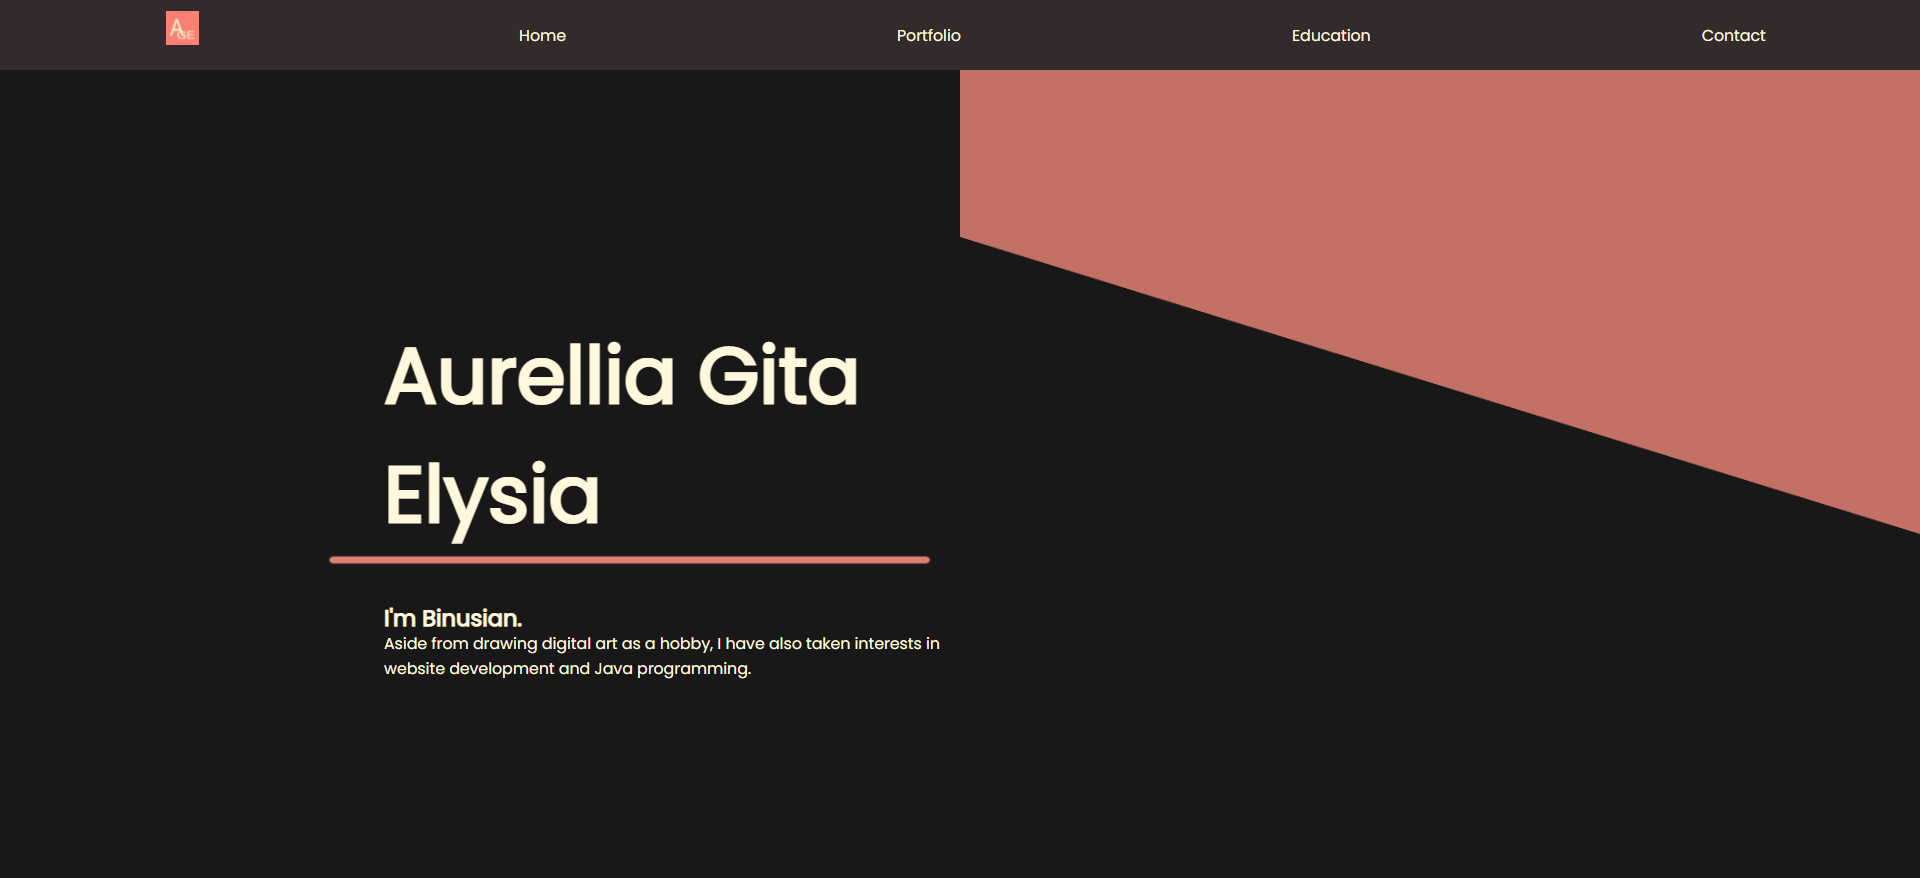 AGE
Home
Portfolio
Education
Contact
Aurellia Gita
Elysia
I'm Binusian.
Aside from drawing digital art as a hobby, I have also taken interests in
website development and Java programming.